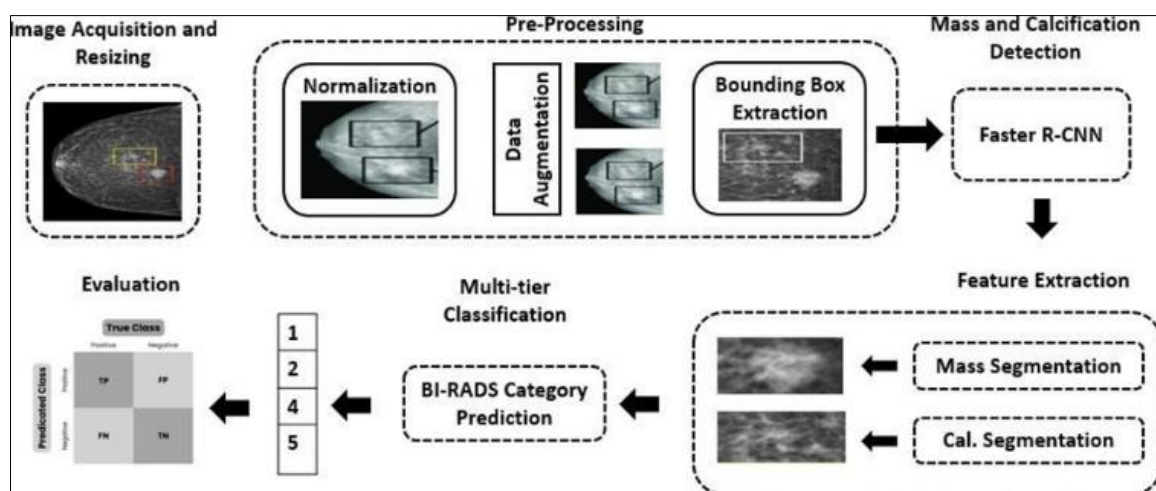 Image Acquisition and
Resizing
Pre-Processing
Normalization
Data
Augmentation
Bounding Box
Extraction
Mass and Calcification
Detection
Faster R-CNN
Feature Extraction
Mass Segmentation
Cal. Segmentation
Multi-tier
Classification
BI-RADS Category
Prediction
1
2
4
5
Evaluation
True Class
Positive Negative
Predicated Class
Positive
Negative
TP FP
FN TN